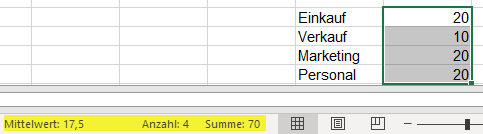 Einkauf 20
Verkauf 10
Marketing 20
Personal 20
Mittelwert: 17,5 Anzahl: 4 Summe: 70